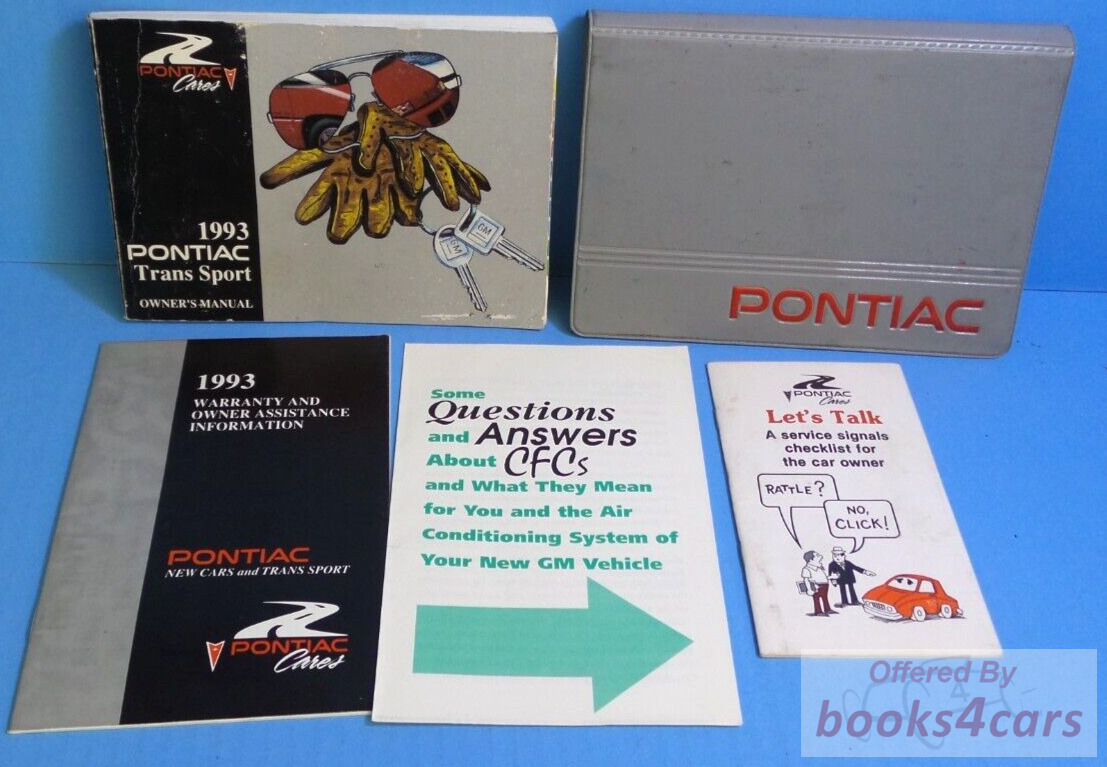 PONTIAC
Cares
1993
PONTIAC
Trans Sport
OWNER'S MANUAL
GM
GM
PONTIAC
1993
WARRANTY AND
OWNER ASSISTANCE
INFORMATION
PONTIAC
NEW CARS and TRANS SPORT
PONTIAC
Cares
Some
Questions
and Answers
About CFCs
and What They Mean
for You and the Air
Conditioning System of
Your New GM Vehicle
PONTIAC
Cares
Let's Talk
A service signals
checklist for
the car owner
RATTLE?
NO,
CLICK!
Offered By
books4cars